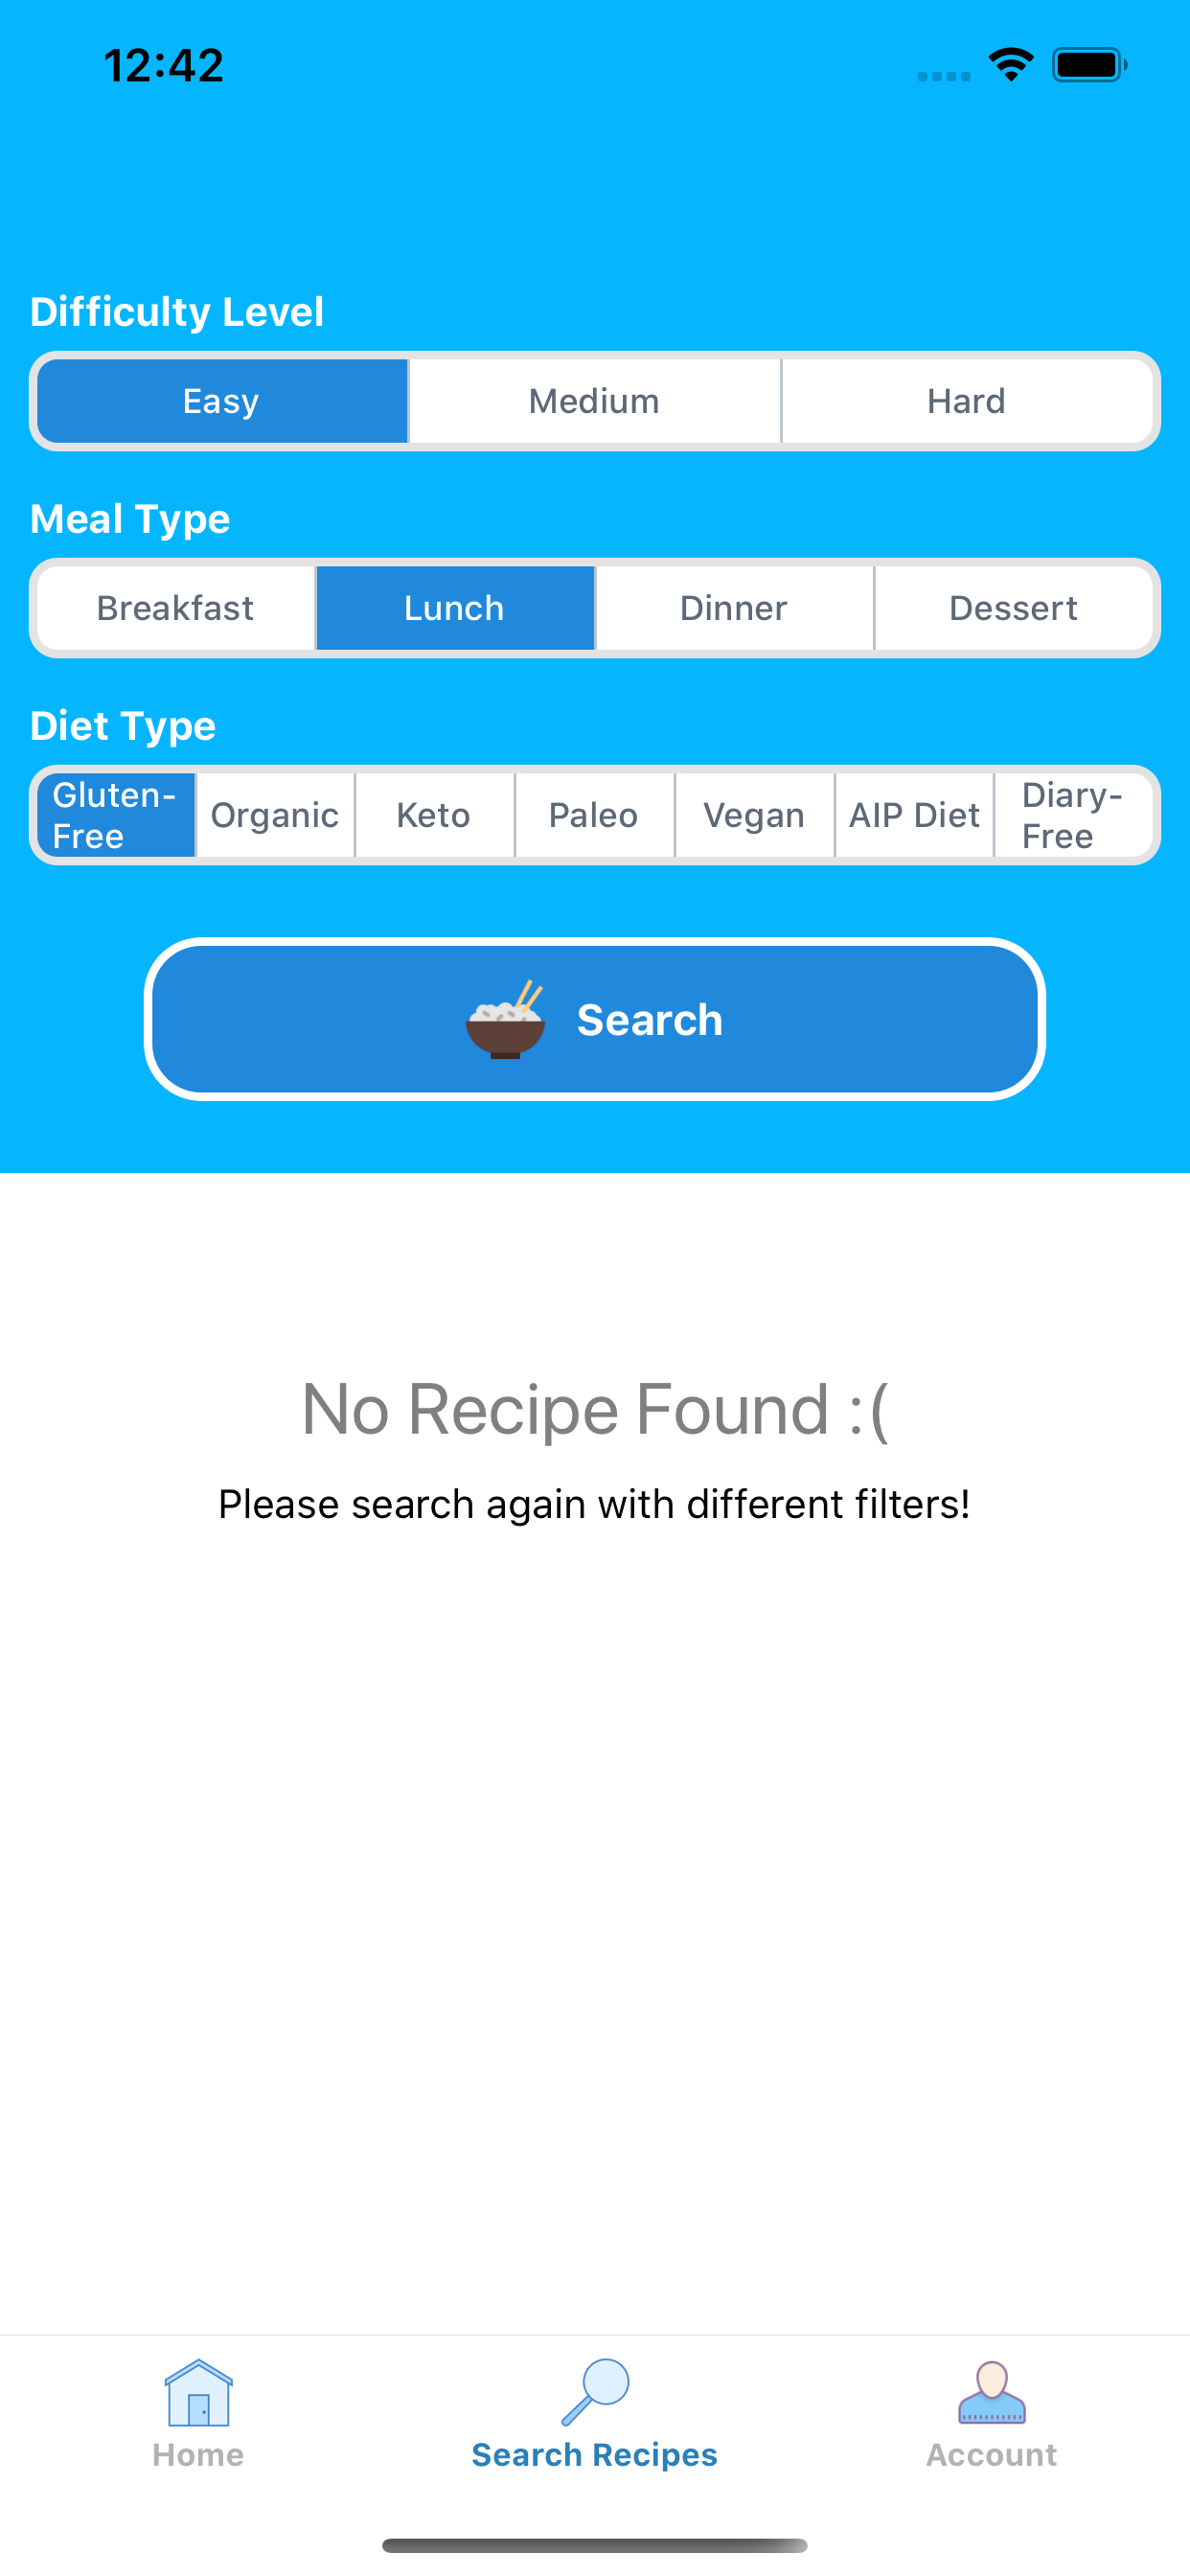 12:42
Difficulty Level
Easy Medium Hard
Meal Type
Breakfast Lunch Dinner Dessert
Diet Type
Gluten-
Free
Organic Keto Paleo Vegan AIP Diet
Diary-
Free
Search
No Recipe Found :(
Please search again with different filters!
Home Search Recipes Account